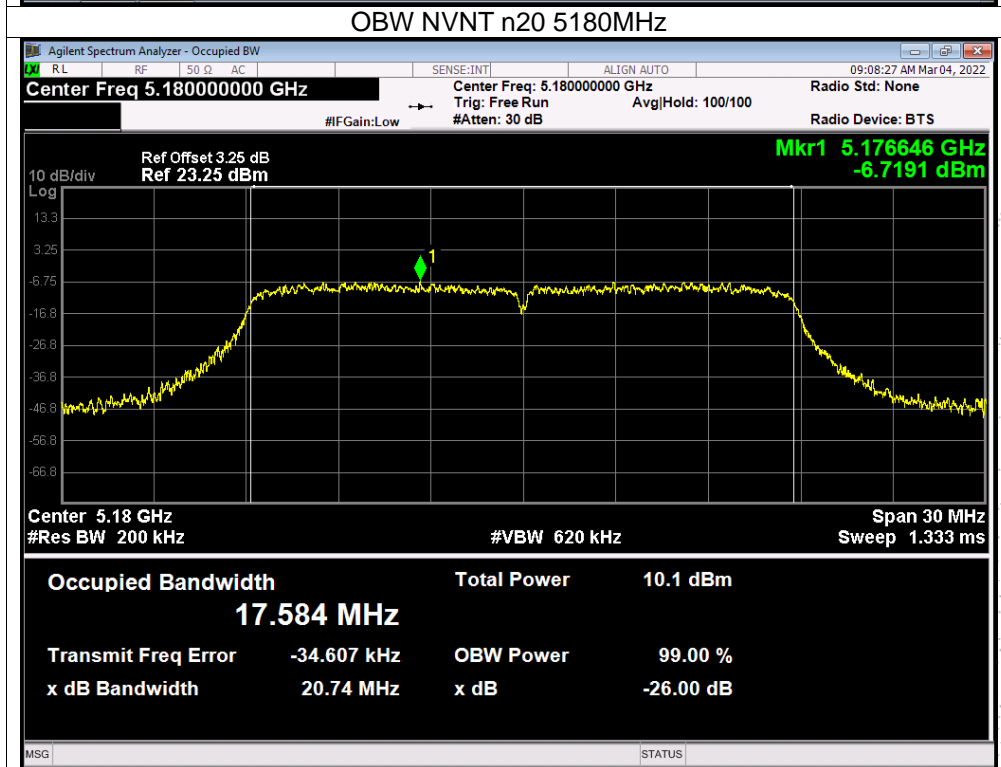 OBW NVNT n20 5180MHz
Agilent Spectrum Analyzer - Occupied BW
LXI RL RF 50 Ω AC SENSE:INT ALIGN AUTO 09:08:27 AM Mar 04, 2022
Center Freq 5.180000000 GHz Center Freq: 5.180000000 GHz Radio Std: None
Trig: Free Run Avg|Hold: 100/100
#IFGain:Low #Atten: 30 dB Radio Device: BTS
Mkr1 5.176646 GHz
-6.7191 dBm
Ref Offset 3.25 dB
10 dB/div Ref 23.25 dBm
Log
13.3
3.25
1
-6.75
-16.8
-26.8
-36.8
-46.8
-56.8
-66.8
Center 5.18 GHz Span 30 MHz
#Res BW 200 kHz #VBW 620 kHz Sweep 1.333 ms
Occupied Bandwidth Total Power 10.1 dBm
17.584 MHz
Transmit Freq Error -34.607 kHz OBW Power 99.00 %
x dB Bandwidth 20.74 MHz x dB -26.00 dB
MSG STATUS